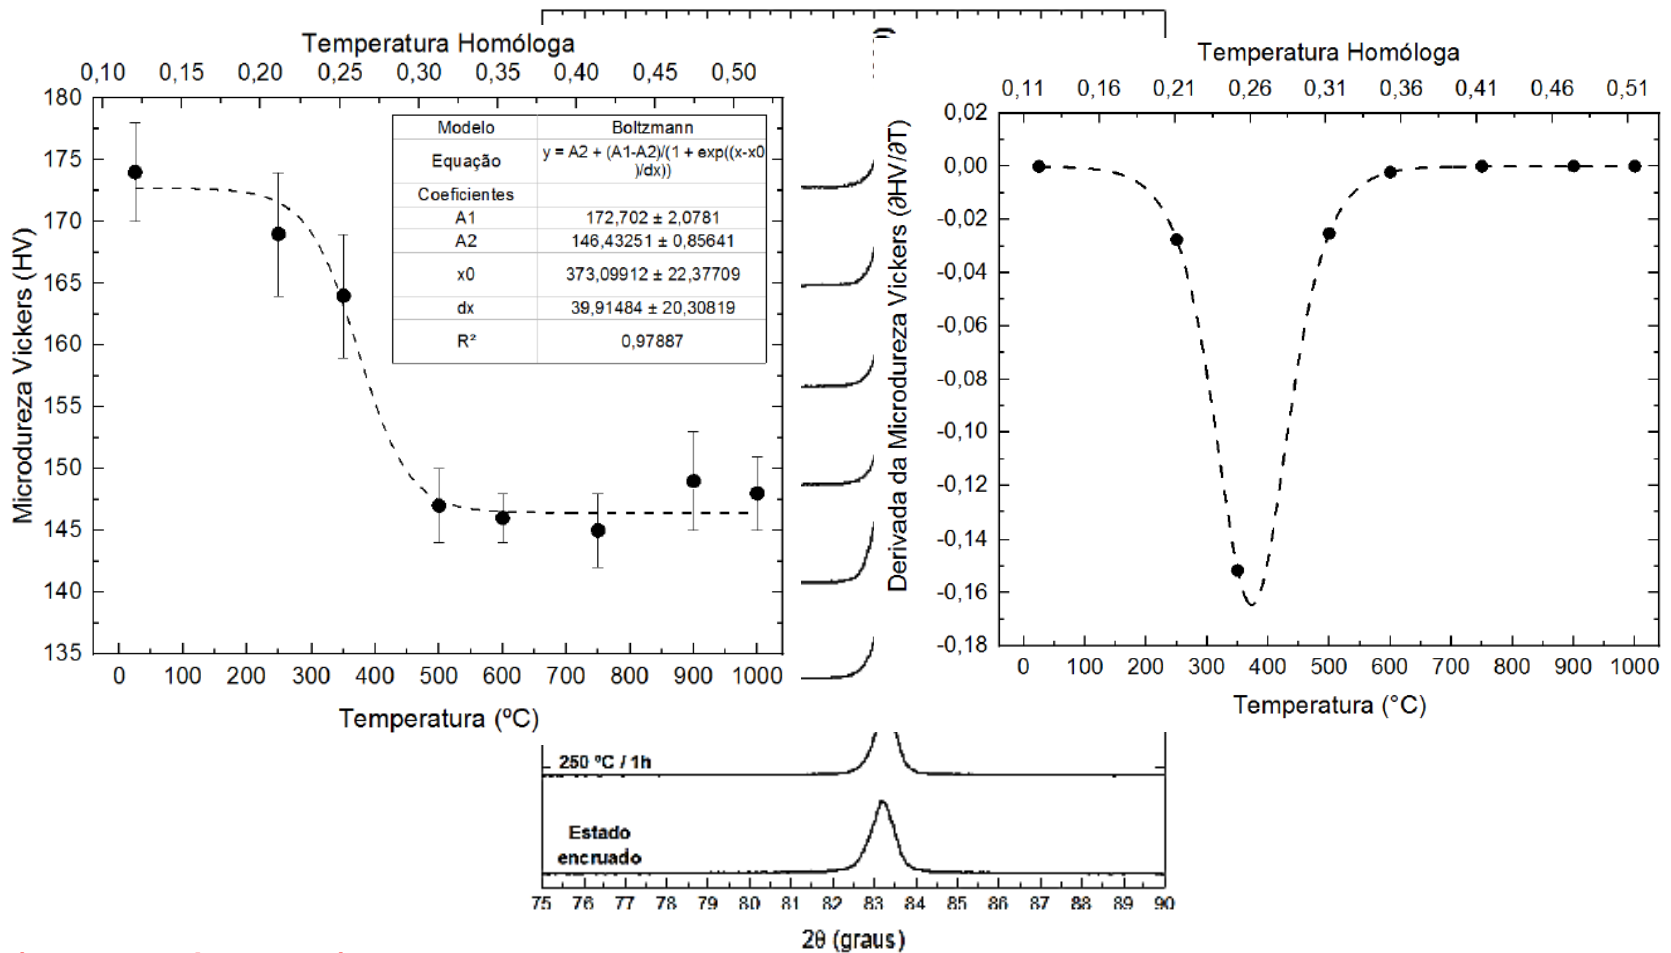 Temperatura Homóloga
0,10 0,15 0,20 0,25 0,30 0,35 0,40 0,45 0,50
180
175
170
165
160
155
150
145
140
135
Microdureza Vickers (HV)
Modelo Boltzmann
Equação y = A2 + (A1-A2)/(1 + exp((x-x0
)/dx))
Coeficientes
A1 172,702 ± 2,0781
A2 146,43251 ± 0,85641
x0 373,09912 ± 22,37709
dx 39,91484 ± 20,30819
R² 0,97887
0 100 200 300 400 500 600 700 800 900 1000
Temperatura (ºC)
Temperatura Homóloga
0,11 0,16 0,21 0,26 0,31 0,36 0,41 0,46 0,51
0,02
0,00
-0,02
-0,04
-0,06
-0,08
-0,10
-0,12
-0,14
-0,16
-0,18
Derivada da Microdureza Vickers (∂HV/∂T)
0 100 200 300 400 500 600 700 800 900 1000
Temperatura (°C)
250 ºC / 1h
Estado
encruado
75 76 77 78 79 80 81 82 83 84 85 86 87 88 89 90
2θ (graus)